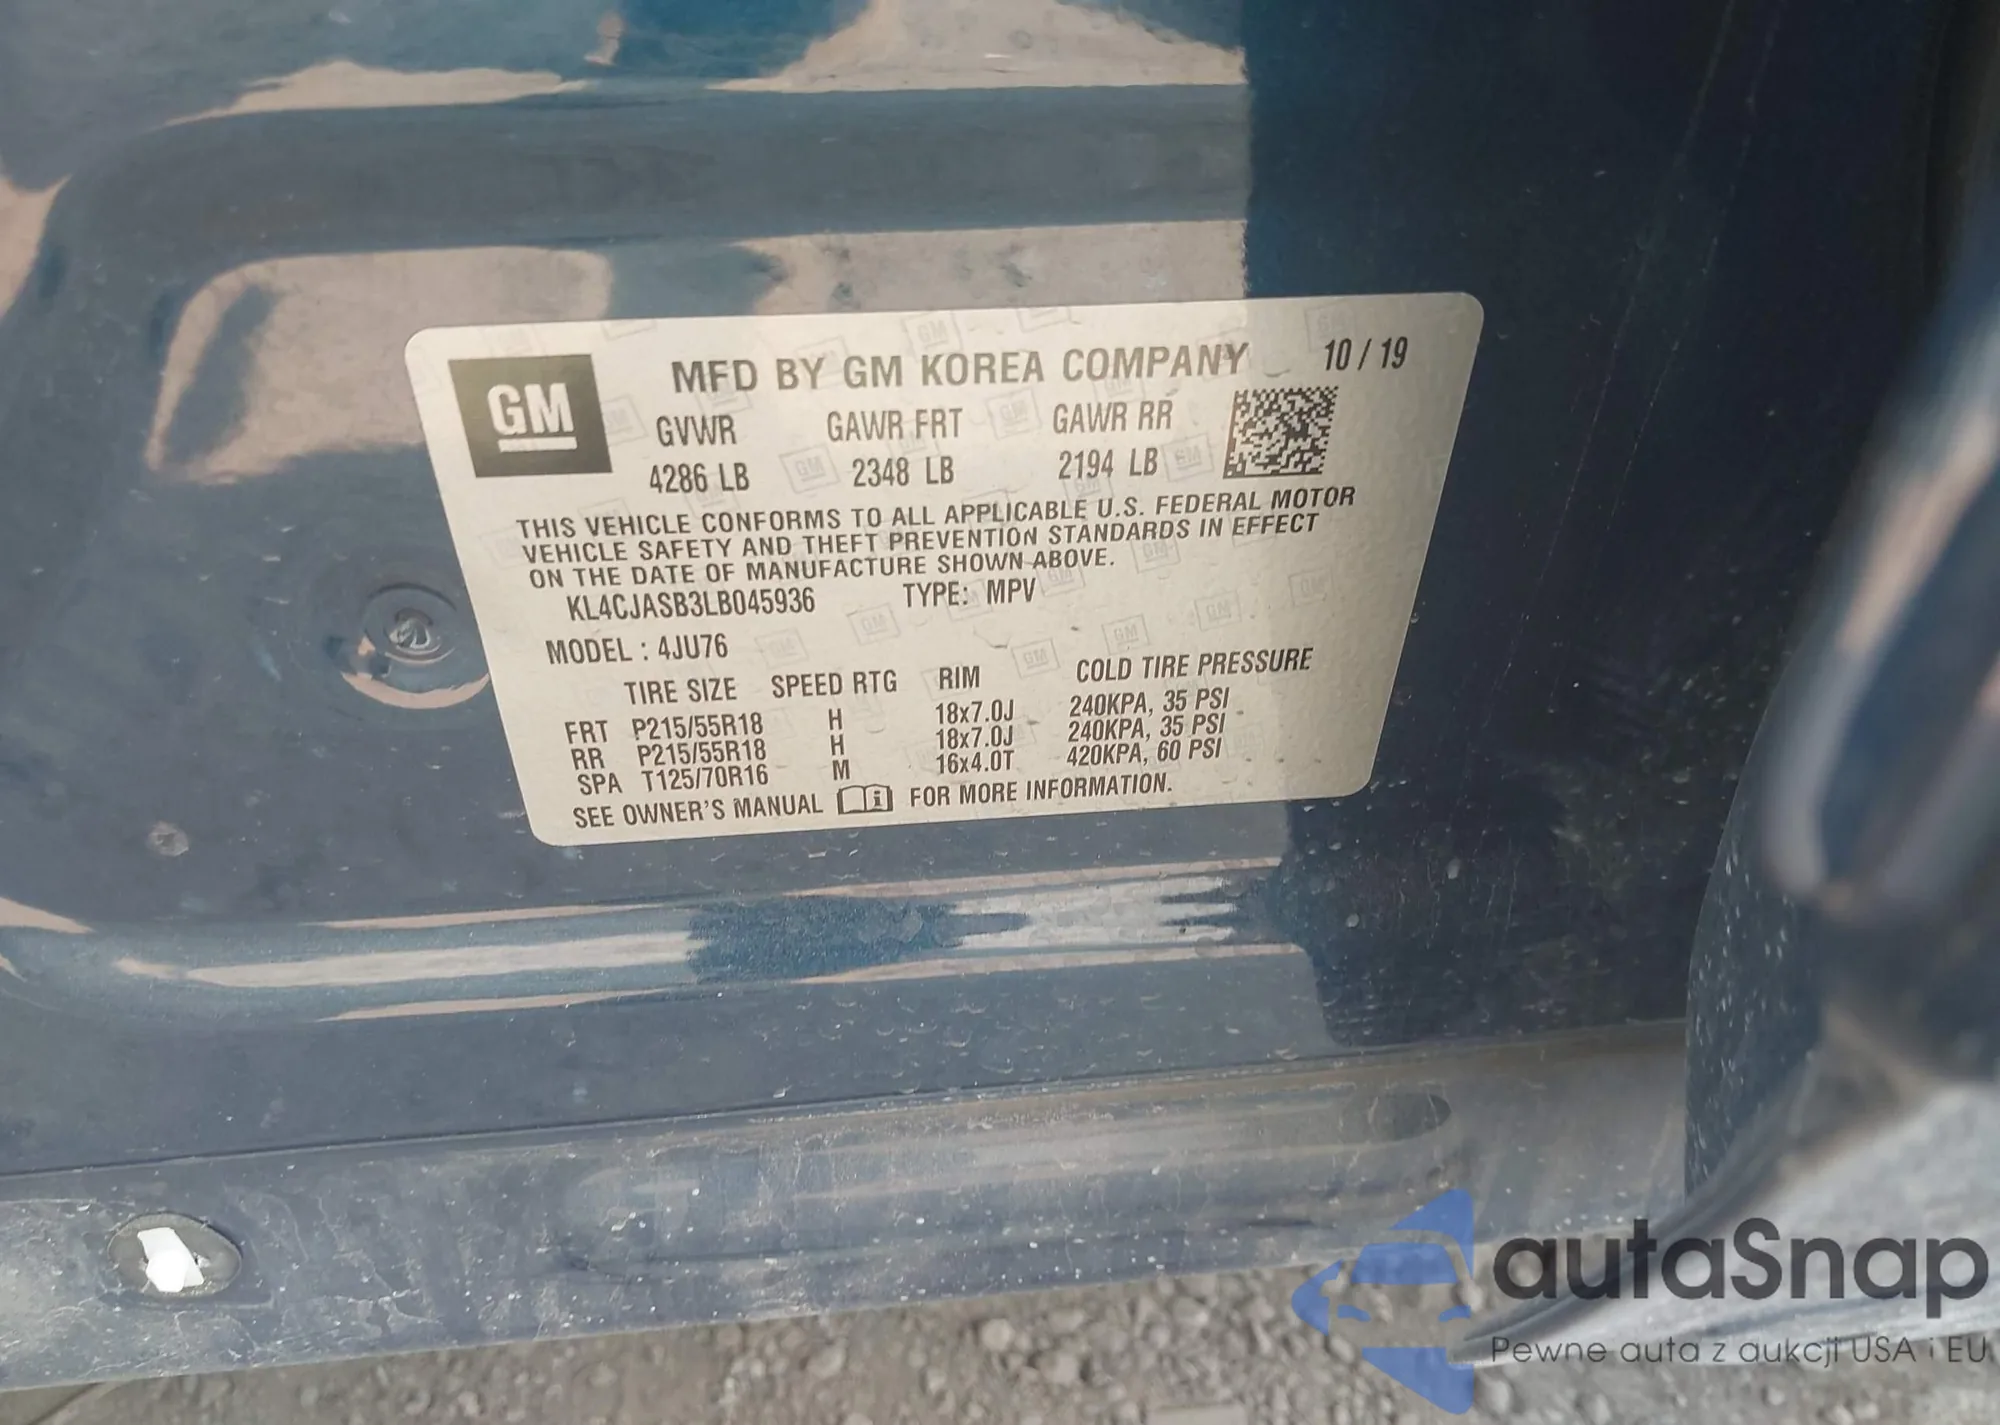 GM
MFD BY GM KOREA COMPANY 10 / 19
GVWR GAWR FRT GAWR RR
4286 LB 2348 LB 2194 LB
THIS VEHICLE CONFORMS TO ALL APPLICABLE U.S. FEDERAL MOTOR
VEHICLE SAFETY AND THEFT PREVENTION STANDARDS IN EFFECT
ON THE DATE OF MANUFACTURE SHOWN ABOVE.
KL4CJASB3LB045936 TYPE: MPV
MODEL : 4JU76
TIRE SIZE SPEED RTG RIM COLD TIRE PRESSURE
FRT P215/55R18 H 18x7.0J 240KPA, 35 PSI
RR P215/55R18 H 18x7.0J 240KPA, 35 PSI
SPA T125/70R16 M 16x4.0T 420KPA, 60 PSI
SEE OWNER'S MANUAL FOR MORE INFORMATION.
autaSnap
Pewne auta z aukcji USA i EU